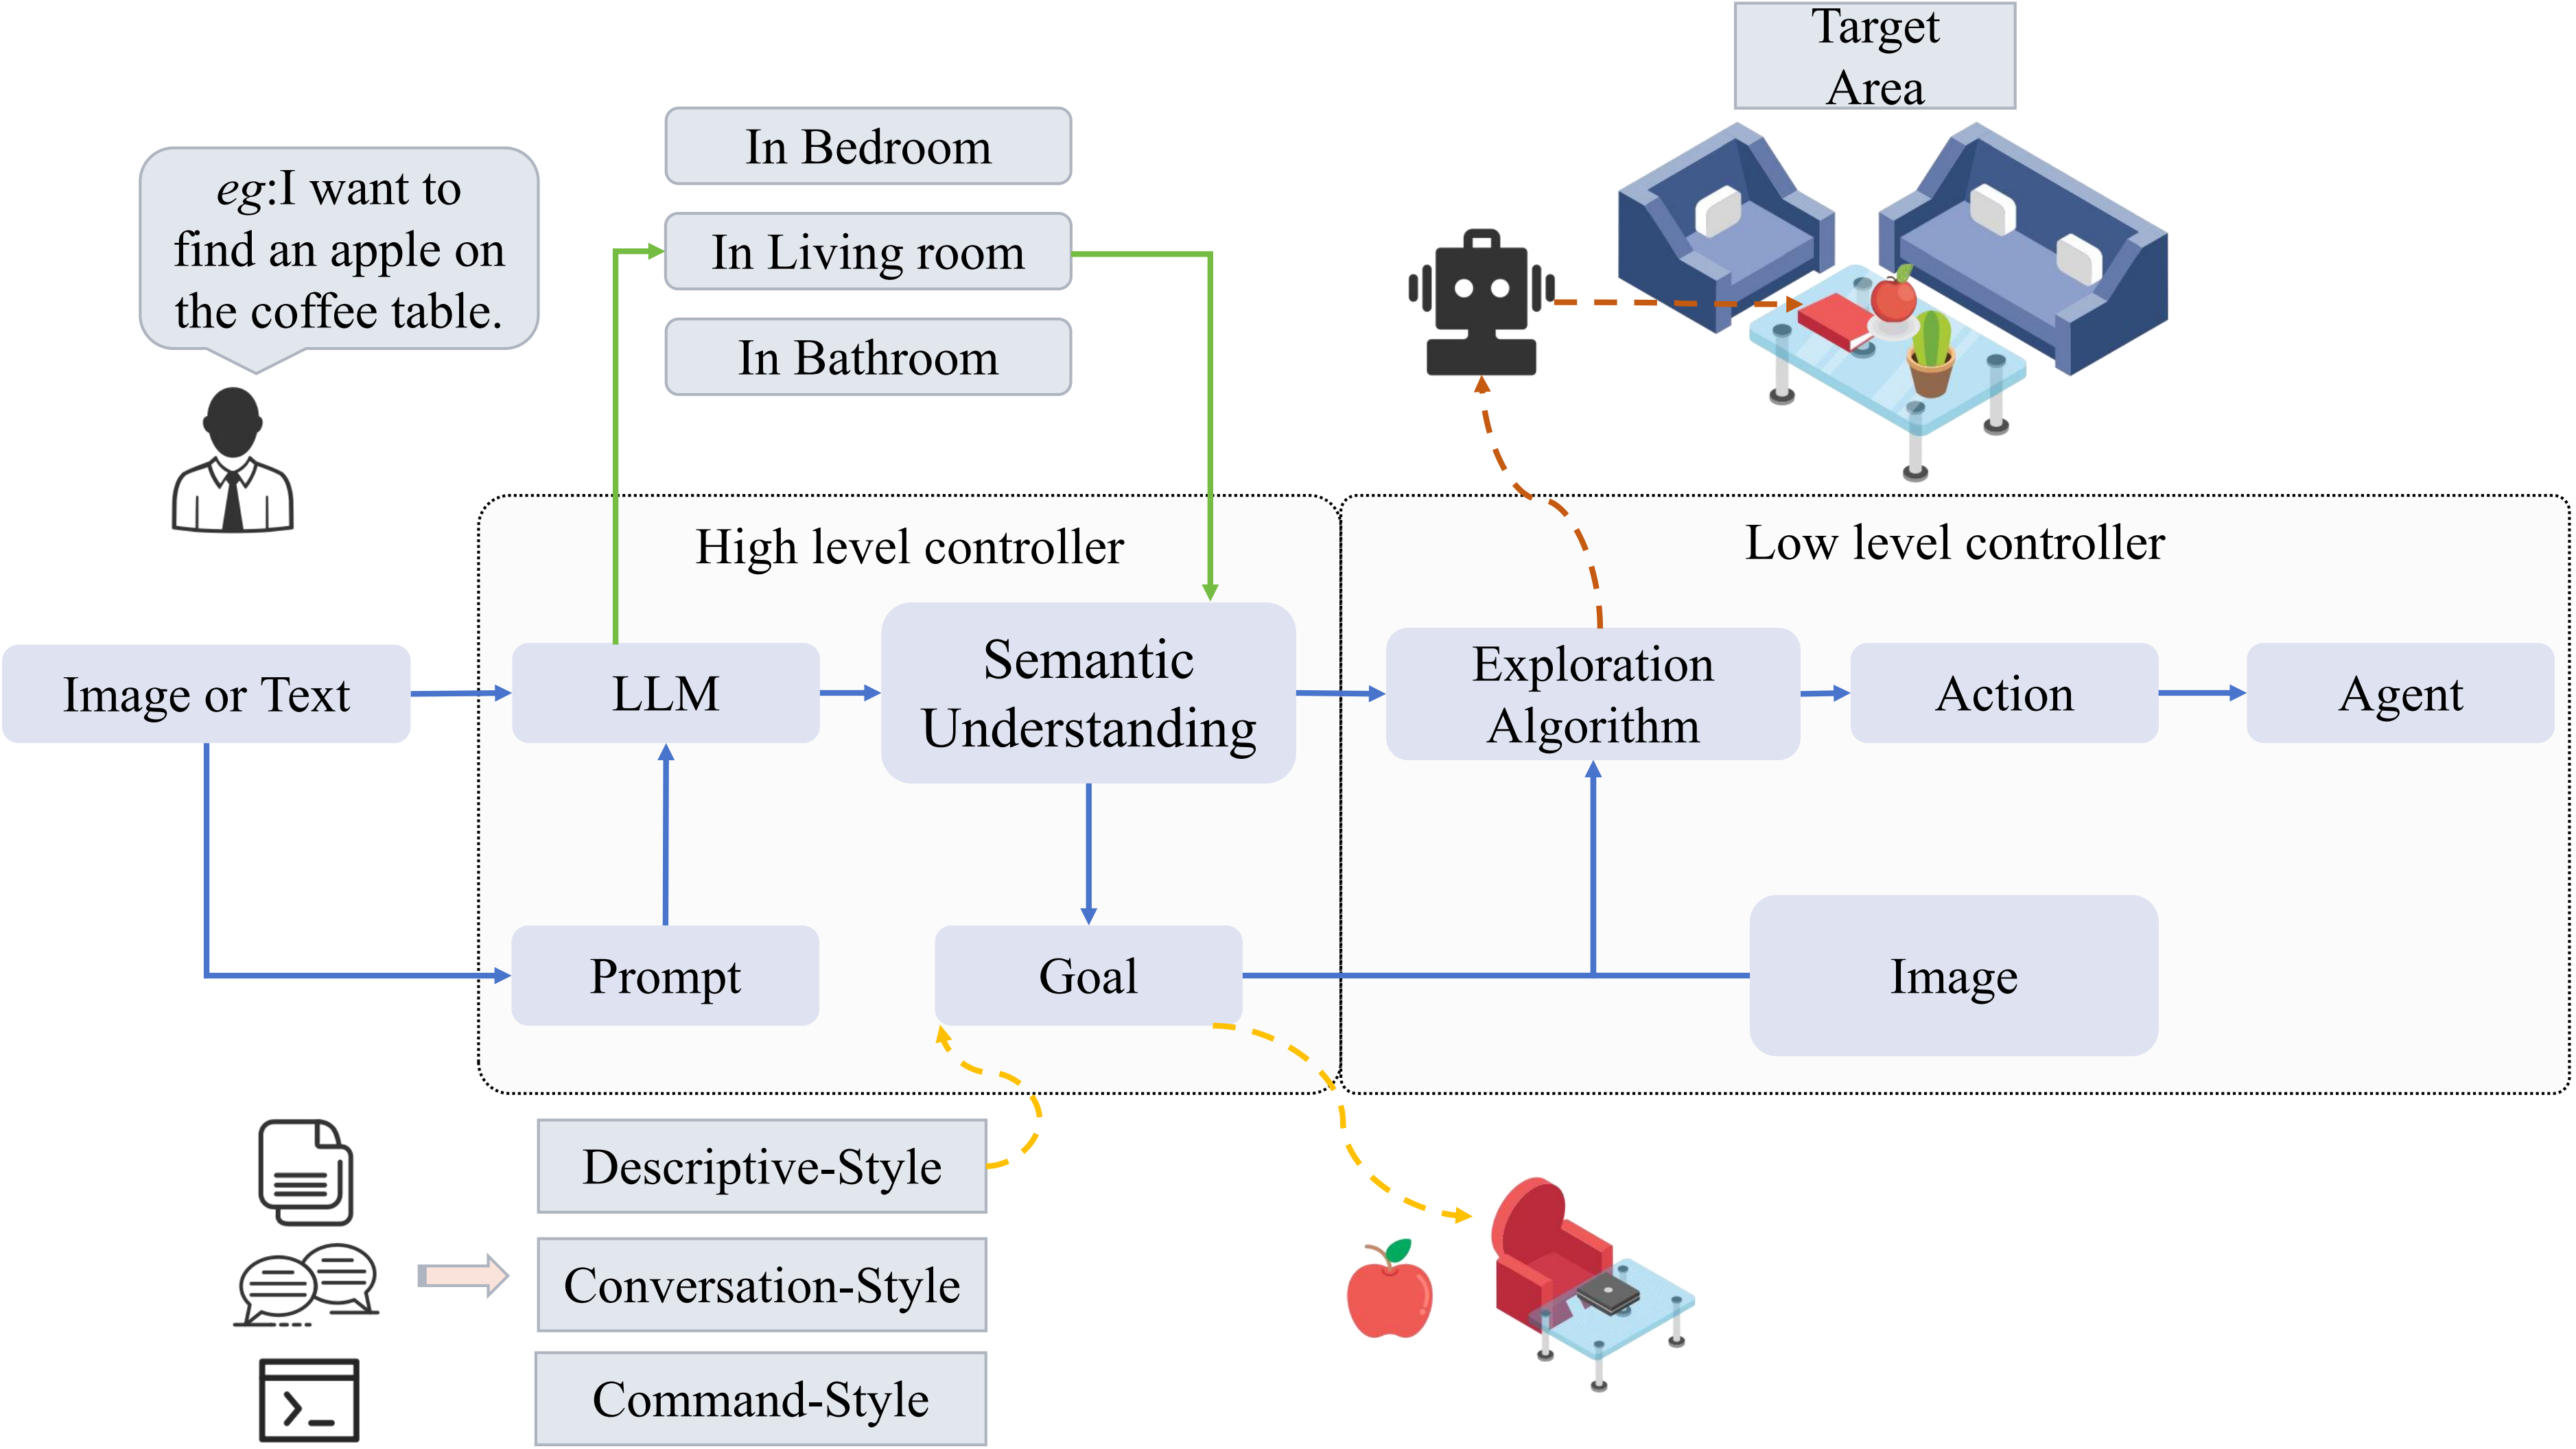 Target
Area
In Bedroom
eg:I want to
find an apple on
the coffee table.
In Living room
In Bathroom
High level controller
Low level controller
Image or Text
LLM
Semantic
Understanding
Exploration
Algorithm
Action
Agent
Prompt
Goal
Image
Descriptive-Style
Conversation-Style
Command-Style